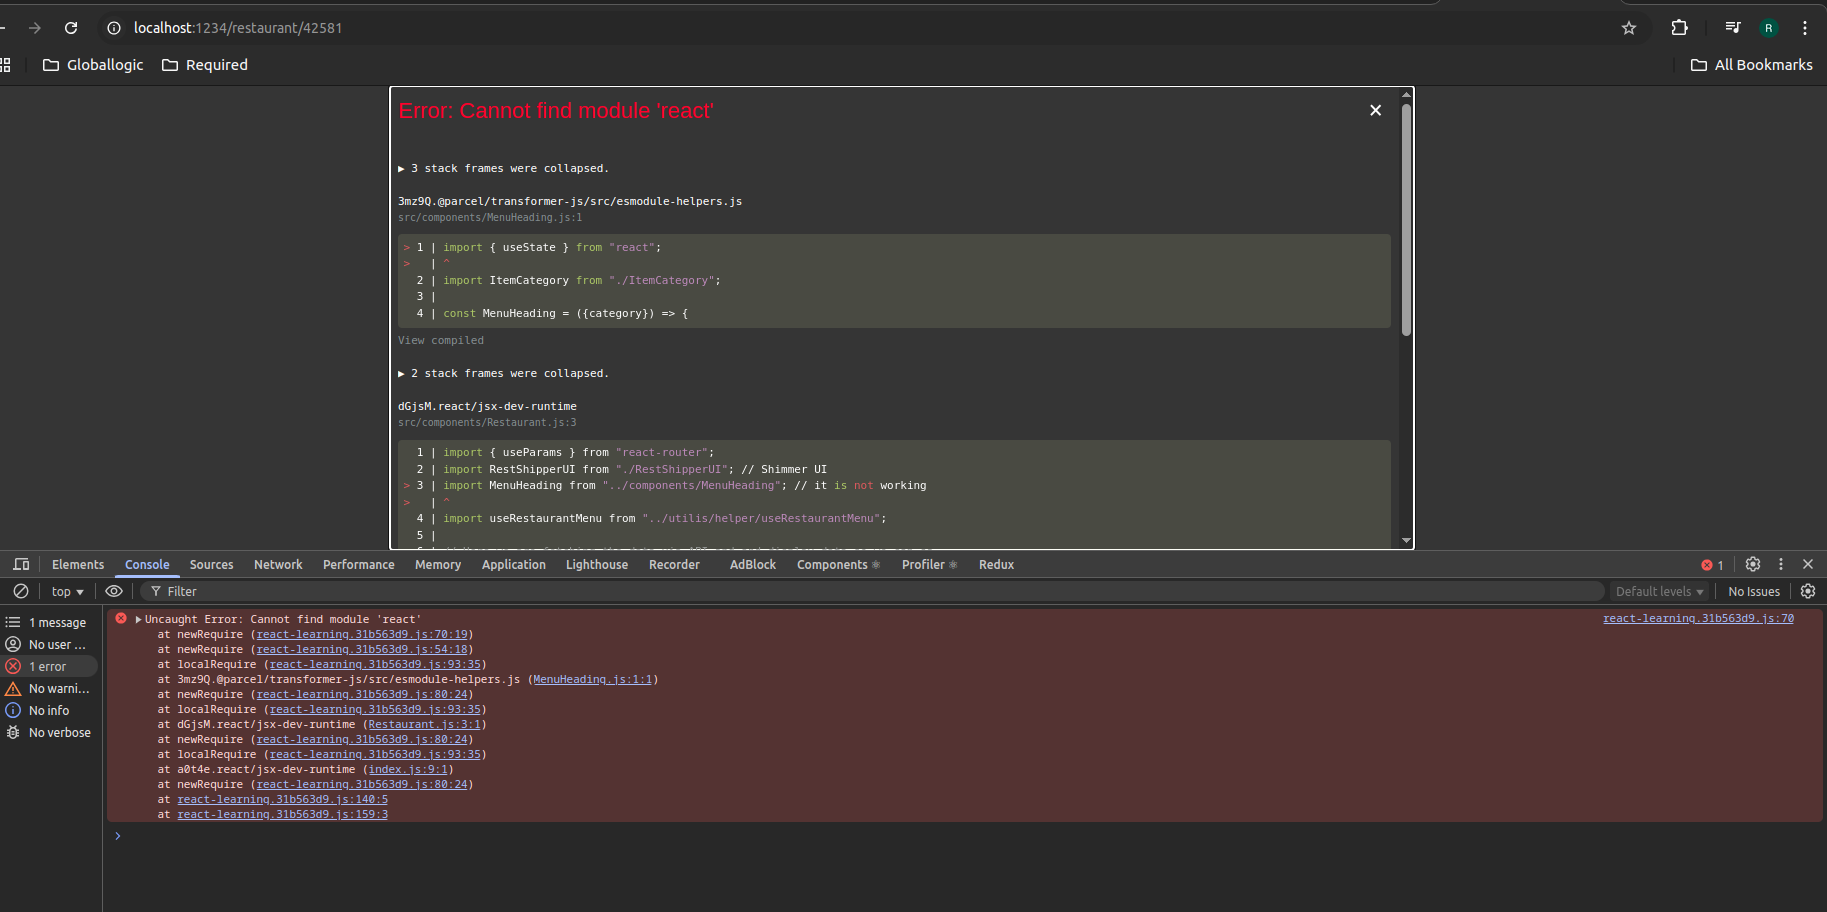 localhost:1234/restaurant/42581
R
Globallogic
Required
All Bookmarks
Error: Cannot find module 'react'
▶ 3 stack frames were collapsed.
3mz9Q.@parcel/transformer-js/src/esmodule-helpers.js
src/components/MenuHeading.js:1
> 1 | import { useState } from "react";
>   | ^
2 | import ItemCategory from "./ItemCategory";
3 |
4 | const MenuHeading = ({category}) => {
View compiled
▶ 2 stack frames were collapsed.
dGjsM.react/jsx-dev-runtime
src/components/Restaurant.js:3
1 | import { useParams } from "react-router";
2 | import RestShipperUI from "./RestShipperUI"; // Shimmer UI
> 3 | import MenuHeading from "../components/MenuHeading"; // it is not working
>   | ^
4 | import useRestaurantMenu from "../utilis/helper/useRestaurantMenu";
5 |
Elements Console Sources Network Performance Memory Application Lighthouse Recorder AdBlock Components ⚛ Profiler ⚛ Redux
1
top ▼
Filter
Default levels ▼
No Issues
1 message
No user ...
1 error
No warni...
No info
No verbose
▶Uncaught Error: Cannot find module 'react'
react-learning.31b563d9.js:70
at newRequire (react-learning.31b563d9.js:70:19)
at newRequire (react-learning.31b563d9.js:54:18)
at localRequire (react-learning.31b563d9.js:93:35)
at 3mz9Q.@parcel/transformer-js/src/esmodule-helpers.js (MenuHeading.js:1:1)
at newRequire (react-learning.31b563d9.js:80:24)
at localRequire (react-learning.31b563d9.js:93:35)
at dGjsM.react/jsx-dev-runtime (Restaurant.js:3:1)
at newRequire (react-learning.31b563d9.js:80:24)
at localRequire (react-learning.31b563d9.js:93:35)
at a0t4e.react/jsx-dev-runtime (index.js:9:1)
at newRequire (react-learning.31b563d9.js:80:24)
at react-learning.31b563d9.js:140:5
at react-learning.31b563d9.js:159:3